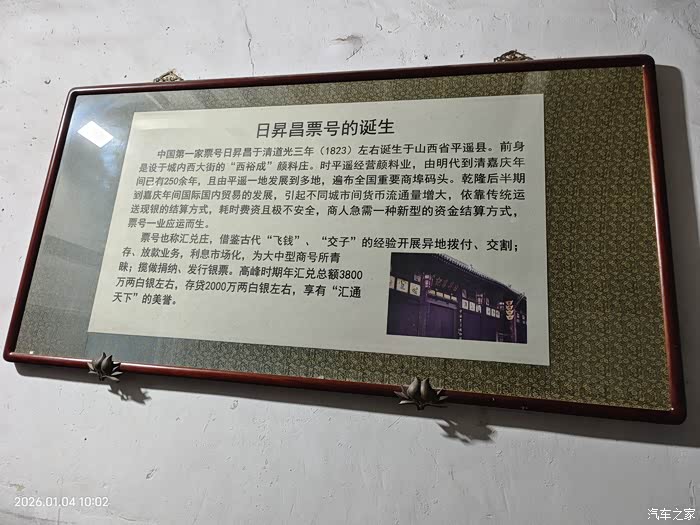 日昇昌票号的诞生
中国第一家票号日昇昌于清道光三年（1823）左右诞生于山西省平遥县。前身
是设于城内西大街的“西裕成”颜料庄。时平遥经营颜料业，由明代到清嘉庆年
间已有250余年，且由平遥一地发展到多地，遍布全国重要商埠码头。乾隆后半期
到嘉庆年间国际国内贸易的发展，引起不同城市间货币流通量增大，依靠传统运
送现银的结算方式，耗时费资且极不安全，商人急需一种新型的资金结算方式，
票号一业应运而生。
票号也称汇兑庄，借鉴古代“飞钱”、“交子”的经验开展异地拨付、交割；
存、放款业务，利息市场化，为大中型商号所青
睐；揽做捐纳、发行银票。高峰时期年汇兑总额3800
万两白银左右，存贷2000万两白银左右，享有“汇通
天下”的美誉。
2026.01.04 10:02
汽车之家